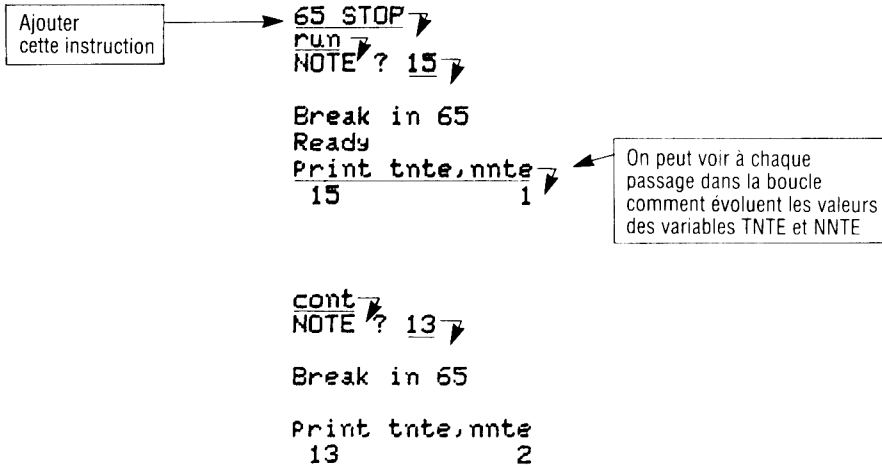 Ajouter
cette instruction
65 STOP
run
NOTE ? 15
Break in 65
Ready
Print tnte,nnte
15 1
On peut voir à chaque
passage dans la boucle
comment évoluent les valeurs
des variables TNTE et NNTE
cont
NOTE ? 13
Break in 65
Print tnte,nnte
13 2